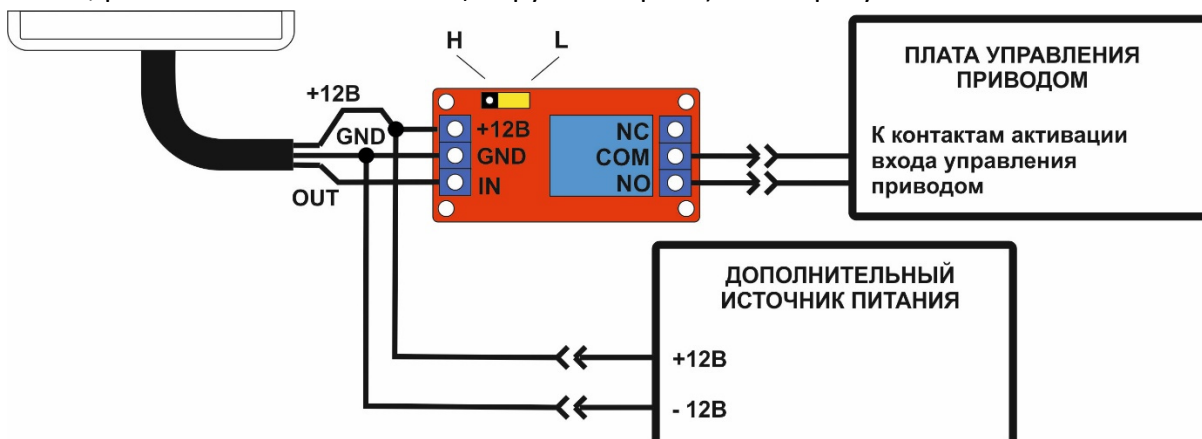 H
L
+12В
GND
OUT
+12В
GND
IN
NC
COM
NO
ПЛАТА УПРАВЛЕНИЯ
ПРИВОДОМ
К контактам активации
входа управления
приводом
ДОПОЛНИТЕЛЬНЫЙ
ИСТОЧНИК ПИТАНИЯ
+12В
- 12В